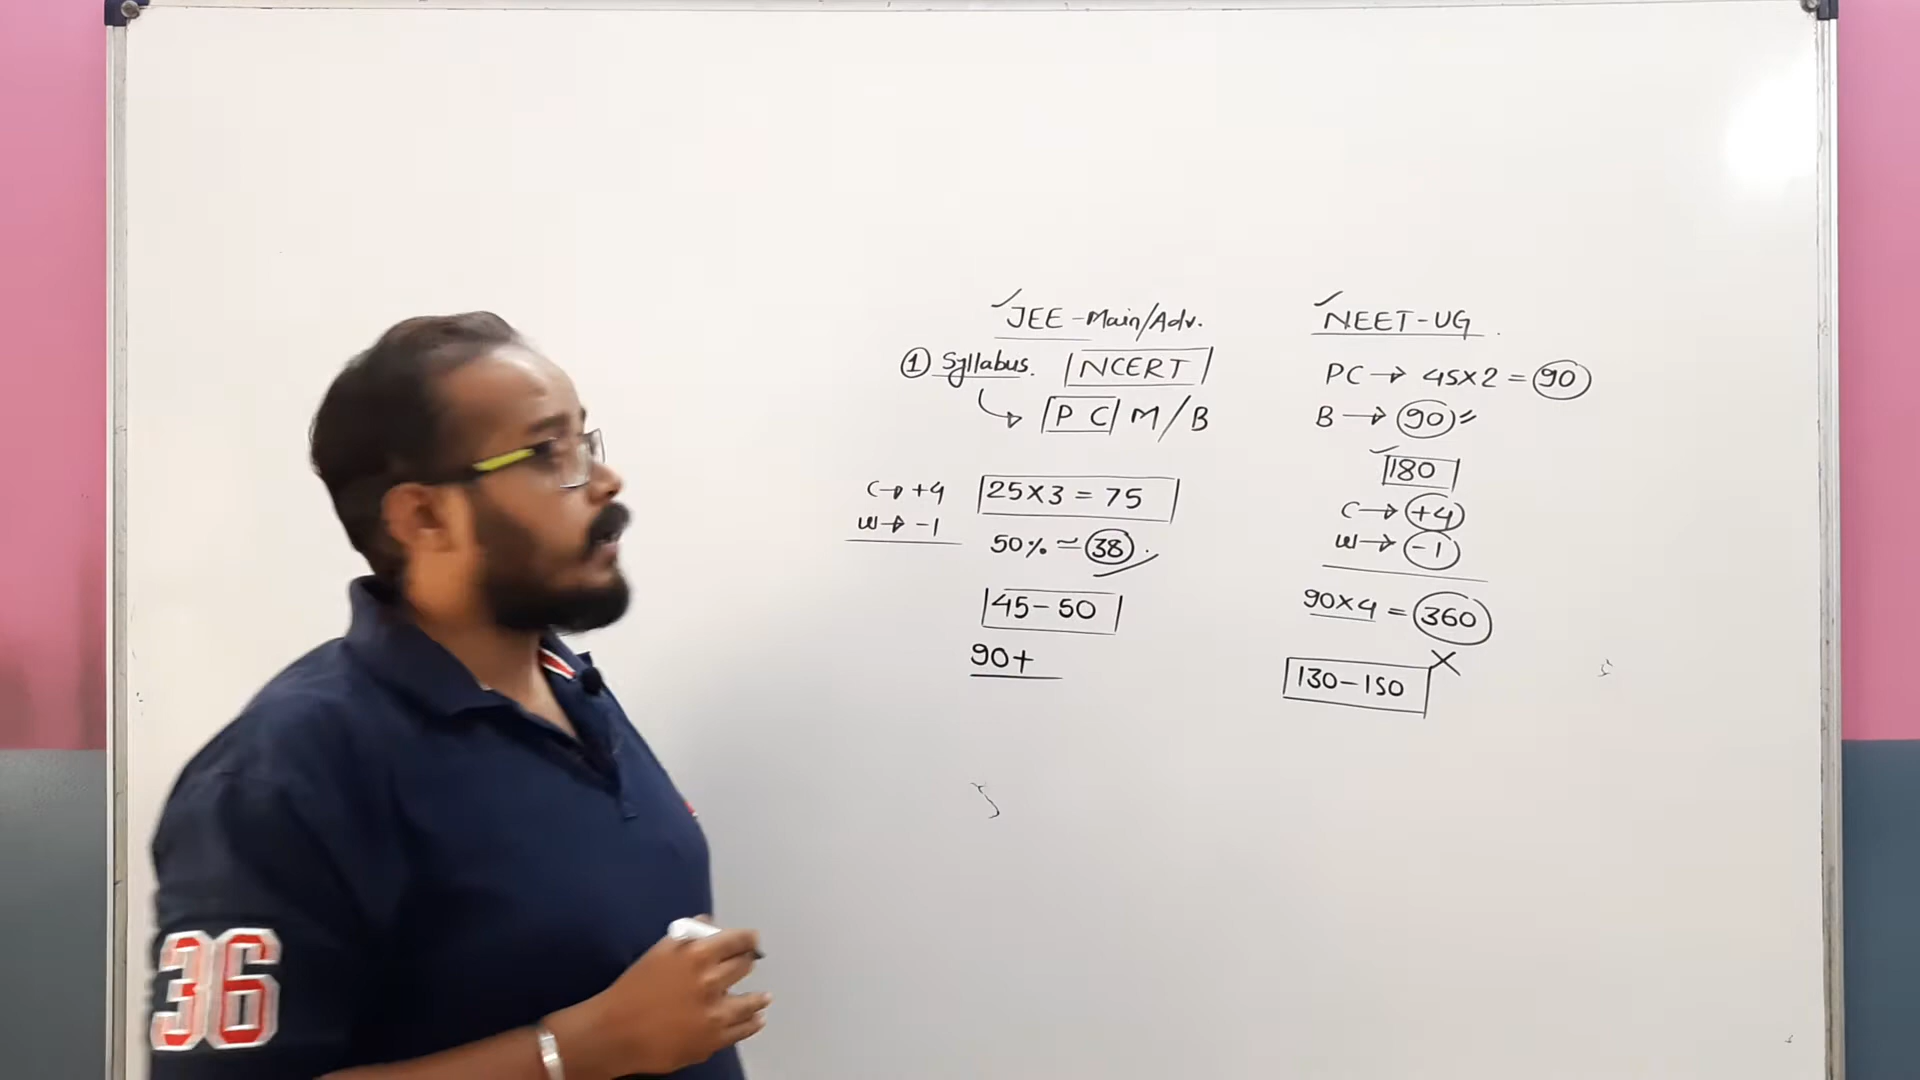 JEE-Main/Adv.
① Syllabus. NCERT
P C M / B
C → +4
W → -1
25×3 = 75
50% ≃ 38.
45-50
90+
NEET-UG.
PC → 45×2 = 90
B → 90
180
C → +4
W → -1
90×4 = 360
130-150
36